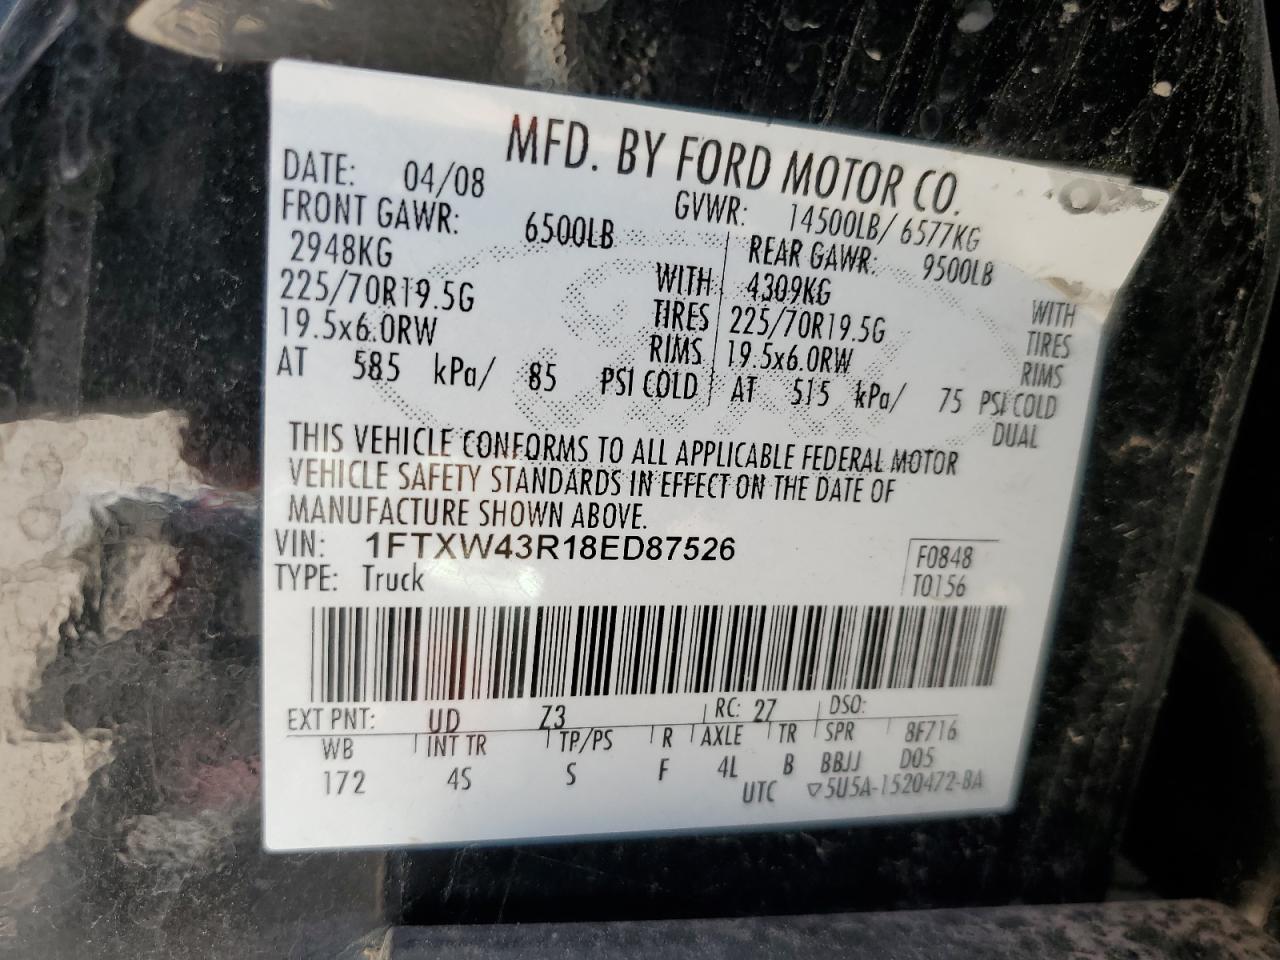 MFD. BY FORD MOTOR CO.
DATE: 04/08 GVWR: 14500LB/ 6577KG
FRONT GAWR: 6500LB REAR GAWR: 9500LB
2948KG WITH 4309KG WITH
225/70R19.5G TIRES 225/70R19.5G TIRES
19.5x6.0RW RIMS 19.5x6.0RW RIMS
AT 585 kPa/ 85 PSI COLD AT 515 kPa/ 75 PSI COLD
DUAL
THIS VEHICLE CONFORMS TO ALL APPLICABLE FEDERAL MOTOR
VEHICLE SAFETY STANDARDS IN EFFECT ON THE DATE OF
MANUFACTURE SHOWN ABOVE.
VIN: 1FTXW43R18ED87526 F0848
TYPE: Truck T0156
EXT PNT: UD Z3 RC: 27 DSO:
WB INT TR TP/PS R AXLE TR SPR 8F716
172 4S S F 4L B BBJJ D05
UTC ▽5U5A-1520472-BA